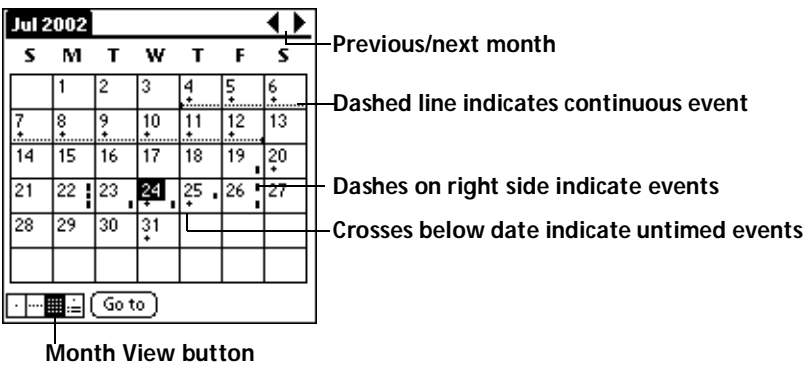 Jul 2002
Previous/next month
S M T W T F S
1 2 3 4 5 6
Dashed line indicates continuous event
7 8 9 10 11 12 13
14 15 16 17 18 19 20
21 22 23 24 25 26 27
Dashes on right side indicate events
28 29 30 31
Crosses below date indicate untimed events
Go to
Month View button